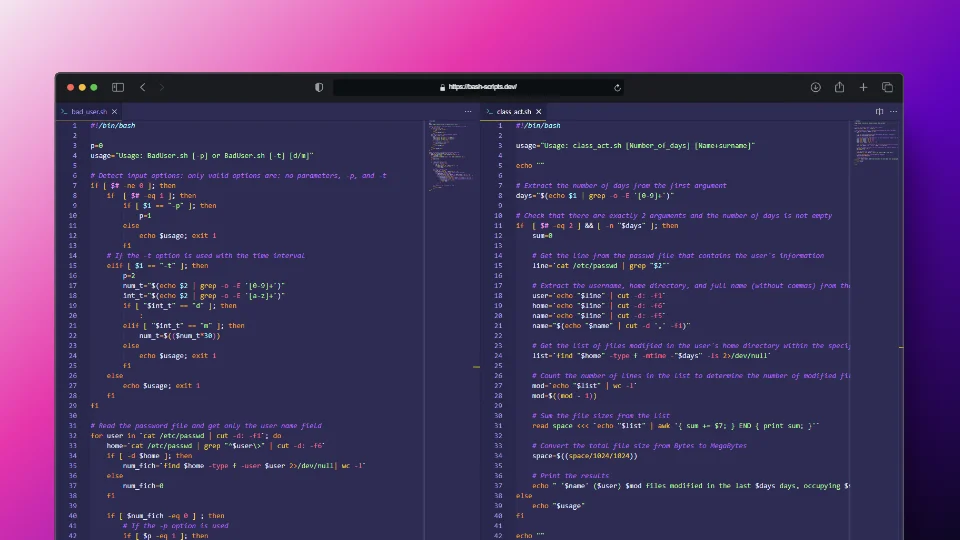 https://bash-scripts.dev/
bad_user.sh
1 #!/bin/bash
2
3 p=0
4 usage="Usage: BadUser.sh [-p] or BadUser.sh [-t] [d/m]"
5
6 # Detect input options: only valid options are: no parameters, -p, and -t
7 if [ $# -ne 0 ]; then
8 if [ $# -eq 1 ]; then
9 if [ $1 == "-p" ]; then
10 p=1
11 else
12 echo $usage; exit 1
13 fi
14 # If the -t option is used with the time interval
15 elif [ $1 == "-t" ]; then
16 p=2
17 num_t="$(echo $2 | grep -o -E '[0-9]+')"
18 int_t="$(echo $2 | grep -o -E '[a-z]+')"
19 if [ "$int_t" == "d" ]; then
20 :
21 elif [ "$int_t" == "m" ]; then
22 num_t=$(($num_t*30))
23 else
24 echo $usage; exit 1
25 fi
26 else
27 echo $usage; exit 1
28 fi
29 fi
30
31 # Read the password file and get only the user name field
32 for user in `cat /etc/passwd | cut -d: -f1`; do
33 home=`cat /etc/passwd | grep "^$user\>" | cut -d: -f6`
34 if [ -d $home ]; then
35 num_fich=`find $home -type f -user $user 2>/dev/null| wc -l`
36 else
37 num_fich=0
38 fi
39
40 if [ $num_fich -eq 0 ] ; then
41 # If the -p option is used
42 if [ $p -eq 1 ]; then
class_act.sh
1 #!/bin/bash
2
3 usage="Usage: class_act.sh [Number_of_days] [Name+surname]"
4
5 echo ""
6
7 # Extract the number of days from the first argument
8 days="$(echo $1 | grep -o -E '[0-9]+')"
9
10 # Check that there are exactly 2 arguments and the number of days is not empty
11 if [ $# -eq 2 ] && [ -n "$days" ]; then
12 sum=0
13
14 # Get the line from the passwd file that contains the user's information
15 line=`cat /etc/passwd | grep "$2"`
16
17 # Extract the username, home directory, and full name (without commas) from the
18 user=`echo "$line" | cut -d: -f1`
19 home=`echo "$line" | cut -d: -f6`
20 name=`echo "$line" | cut -d: -f5`
21 name="$(echo "$name" | cut -d ',' -f1)"
22
23 # Get the list of files modified in the user's home directory within the specif
24 list=`find "$home" -type f -mtime -"$days" -ls 2>/dev/null`
25
26 # Count the number of lines in the list to determine the number of modified fil
27 mod=`echo "$list" | wc -l`
28 mod=$((mod - 1))
29
30 # Sum the file sizes from the list
31 read space <<< `echo "$list" | awk '{ sum += $7; } END { print sum; }'`
32
33 # Convert the total file size from Bytes to MegaBytes
34 space=$((space/1024/1024))
35
36 # Print the results
37 echo " '$name' ($user) $mod files modified in the last $days days, occupying $s
38 else
39 echo "$usage"
40 fi
41
42 echo ""